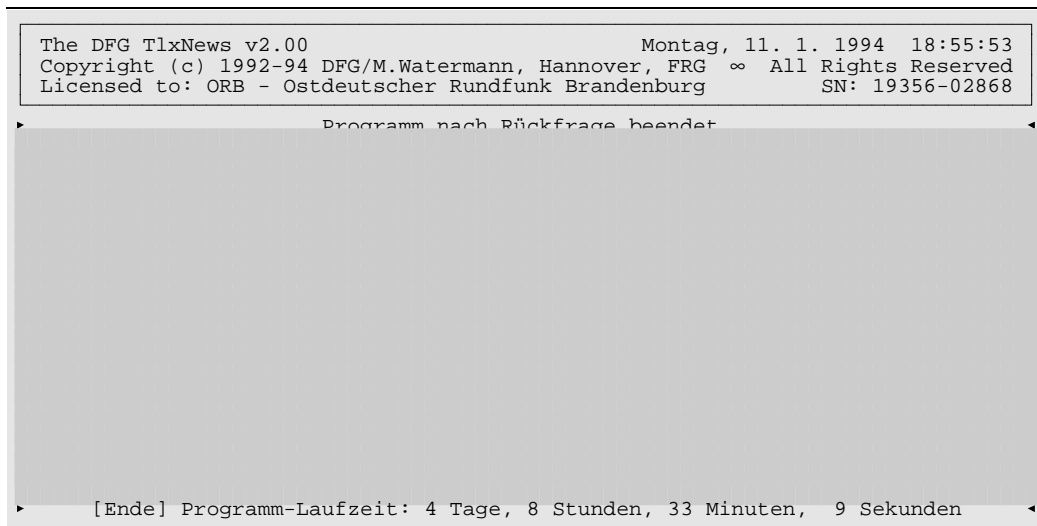 The DFG TlxNews v2.00 Montag, 11. 1. 1994 18:55:53
Copyright (c) 1992-94 DFG/M.Watermann, Hannover, FRG ∞ All Rights Reserved
Licensed to: ORB - Ostdeutscher Rundfunk Brandenburg SN: 19356-02868
Programm nach Rückfrage beendet
[Ende] Programm-Laufzeit: 4 Tage, 8 Stunden, 33 Minuten, 9 Sekunden